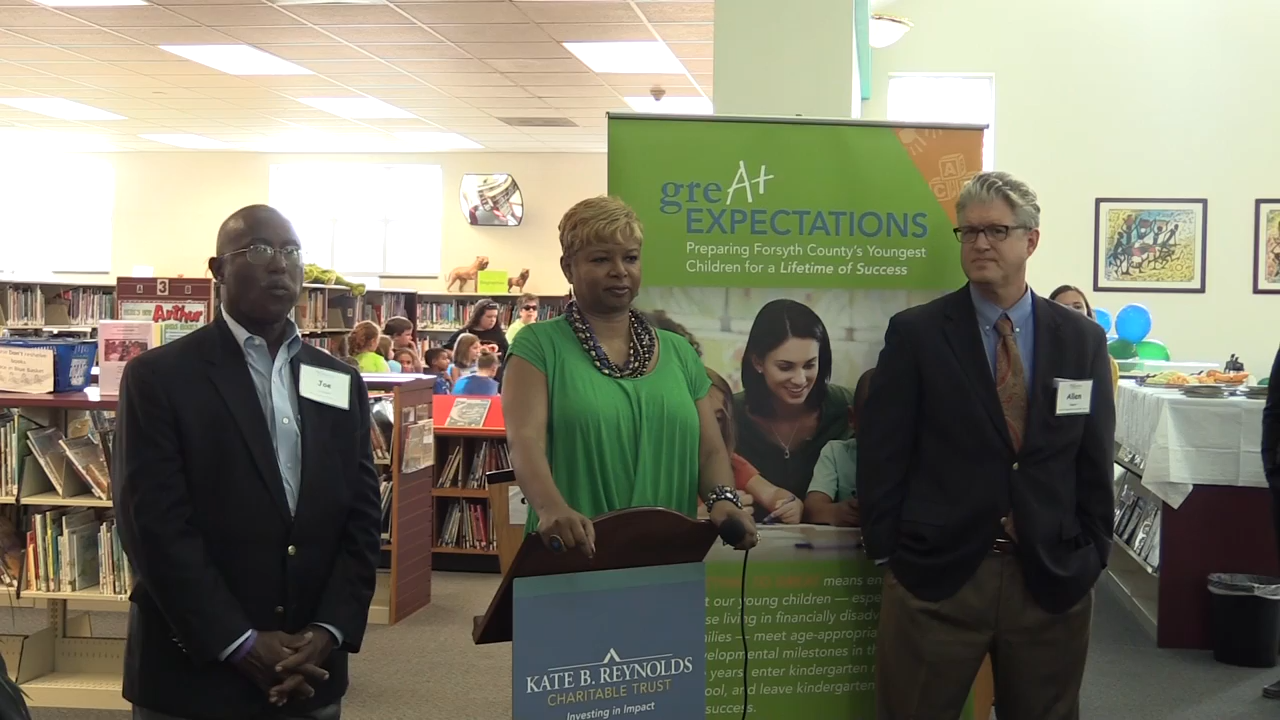 greA+
EXPECTATIONS
Preparing Forsyth County's Youngest
Children for a Lifetime of Success
A
C
3
Author
Joe
Allen
means en
t our young children — espe
se living in financially disadv
nilies — meet age-appropria
velopmental milestones in th
years, enter kindergarten r
ool, and leave kindergarten
success.
KATE B. REYNOLDS
CHARITABLE TRUST
Investing in Impact